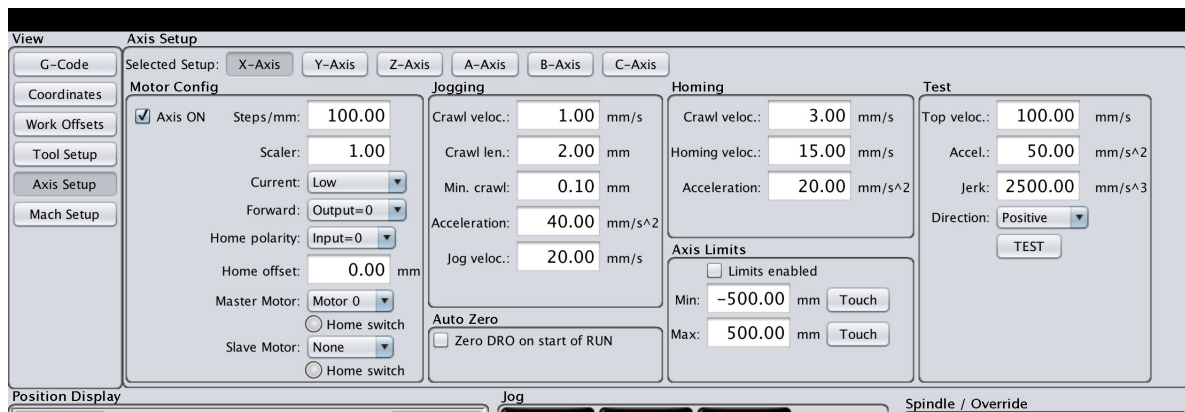 View
G-Code
Coordinates
Work Offsets
Tool Setup
Axis Setup
Mach Setup
Axis Setup
Selected Setup: X-Axis Y-Axis Z-Axis A-Axis B-Axis C-Axis
Motor Config
Axis ON Steps/mm: 100.00
Scaler: 1.00
Current: Low
Forward: Output=0
Home polarity: Input=0
Home offset: 0.00 mm
Master Motor: Motor 0
Home switch
Slave Motor: None
Home switch
Jogging
Crawl veloc.: 1.00 mm/s
Crawl len.: 2.00 mm
Min. crawl: 0.10 mm
Acceleration: 40.00 mm/s^2
Jog veloc.: 20.00 mm/s
Auto Zero
Zero DRO on start of RUN
Homing
Crawl veloc.: 3.00 mm/s
Homing veloc.: 15.00 mm/s
Acceleration: 20.00 mm/s^2
Axis Limits
Limits enabled
Min: -500.00 mm Touch
Max: 500.00 mm Touch
Test
Top veloc.: 100.00 mm/s
Accel.: 50.00 mm/s^2
Jerk: 2500.00 mm/s^3
Direction: Positive
TEST
Position Display
Jog
Spindle / Override